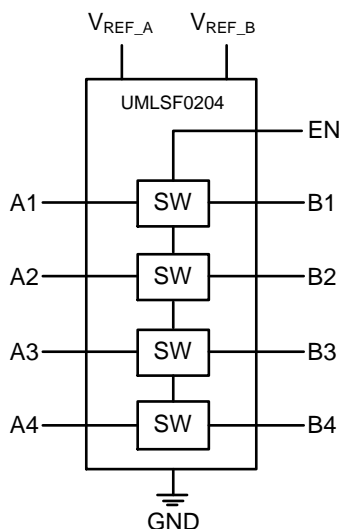 VREF_A VREF_B
UMLSF0204
EN
A1 SW B1
A2 SW B2
A3 SW B3
A4 SW B4
GND